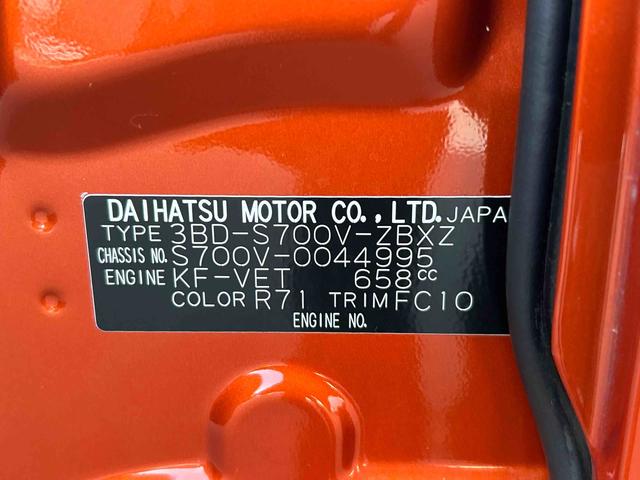 DAIHATSU MOTOR CO., LTD. JAPA
TYPE 3BD-S700V-ZBXZ
CHASSIS NO. S700V-0044995
ENGINE KF-VET 658cc
COLOR R71 TRIM FC10
ENGINE NO.